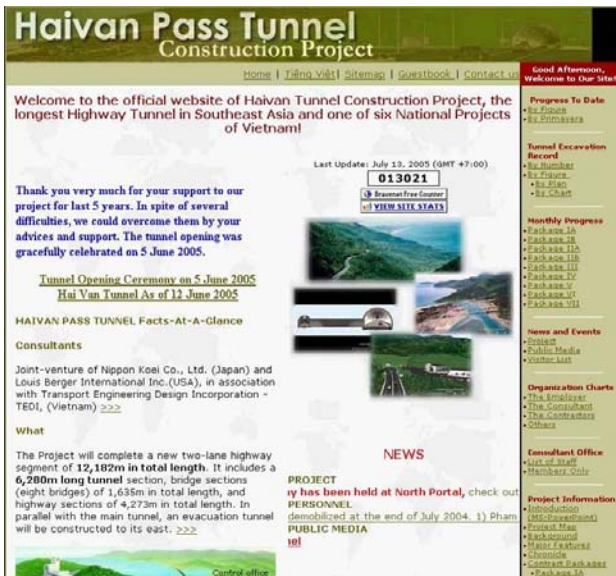 Haivan Pass Tunnel
Construction Project
Home | Tiếng Việt| Sitemap | Guestbook | Contact us
Good Afternoon,
Welcome to Our Site!
Welcome to the official website of Haivan Tunnel Construction Project, the
longest Highway Tunnel in Southeast Asia and one of six National Projects
of Vietnam!
Last Update: July 13, 2005 (GMT +7:00)
013021
Bravenet Free Counter
VIEW SITE STATS
Thank you very much for your support to our
project for last 5 years. In spite of several
difficulties, we could overcome them by your
advices and support. The tunnel opening was
gracefully celebrated on 5 June 2005.
Tunnel Opening Ceremony on 5 June 2005
Hai Van Tunnel As of 12 June 2005
HAIVAN PASS TUNNEL Facts-At-A-Glance
Consultants
Joint-venture of Nippon Koei Co., Ltd. (Japan) and
Louis Berger International Inc.(USA), in association
with Transport Engineering Design Incorporation -
TEDI, (Vietnam) >>>
What
The Project will complete a new two-lane highway
segment of 12,182m in total length. It includes a
6,280m long tunnel section, bridge sections
(eight bridges) of 1,635m in total length, and
highway sections of 4,273m in total length. In
parallel with the main tunnel, an evacuation tunnel
will be constructed to its east. >>>
Control office
NEWS
PROJECT
ny has been held at North Portal, check out
PERSONNEL
demobilized at the end of July 2004. 1) Pham
PUBLIC MEDIA
nel
Progress To Date
By Figure
By Primavera
Tunnel Excavation
Record
By Number
By Figure
By Plan
By Chart
Monthly Progress
Package IA
Package IB
Package IIA
Package IIB
Package III
Package IV
Package V
Package VI
Package VII
News and Events
Project
Public Media
Visitor List
Organization Charts
The Employer
The Consultant
The Contractors
Others
Consultant Office
List of Staff
Members Only
Project Information
Introduction
(MS-PowerPoint)
Project Map
Background
Major Features
Chronicle
Contract Packages
Package IA